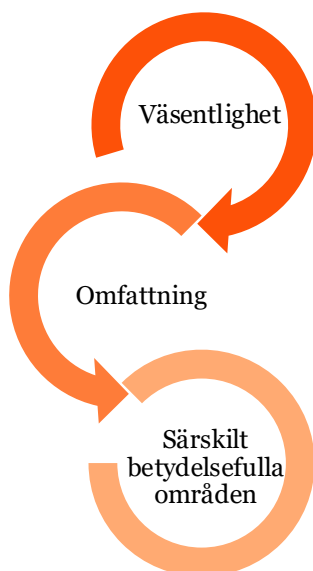 Väsentlighet
Omfattning
Särskilt
betydelsefulla
områden